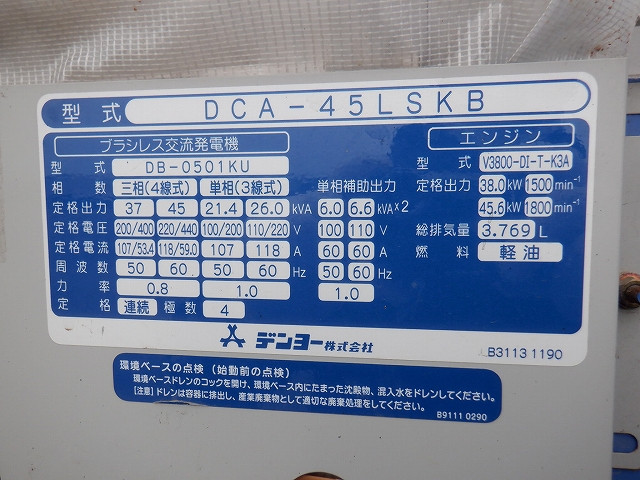 型式 DCA-45LSKB
ブラシレス交流発電機 エンジン
型式 DB-0501KU 型式 V3800-DI-T-K3A
相数 三相(4線式) 単相(3線式) 単相補助出力 定格出力 38.0 kW 1500 min⁻¹
定格出力 37 45 21.4 26.0 kVA 6.0 6.6 kVA×2 45.6 kW 1800 min⁻¹
定格電圧 200/400 220/440 100/200 110/220 V 100 110 V 総排気量 3.769 L
定格電流 107/53.4 118/59.0 107 118 A 60 60 A 燃料 軽油
周波数 50 60 50 60 Hz 50 60 Hz
力率 0.8 1.0 1.0
定格 連続 極数 4
デンヨー株式会社
B3113 1190
環境ベースの点検(始動前の点検)
環境ベースドレンのコックを開け、環境ベース内にたまった沈殿物、混入水をドレンしてください。
[注意]ドレンは容器に排出し、産業廃棄物として適切な廃棄処理をしてください。
B9111 0290